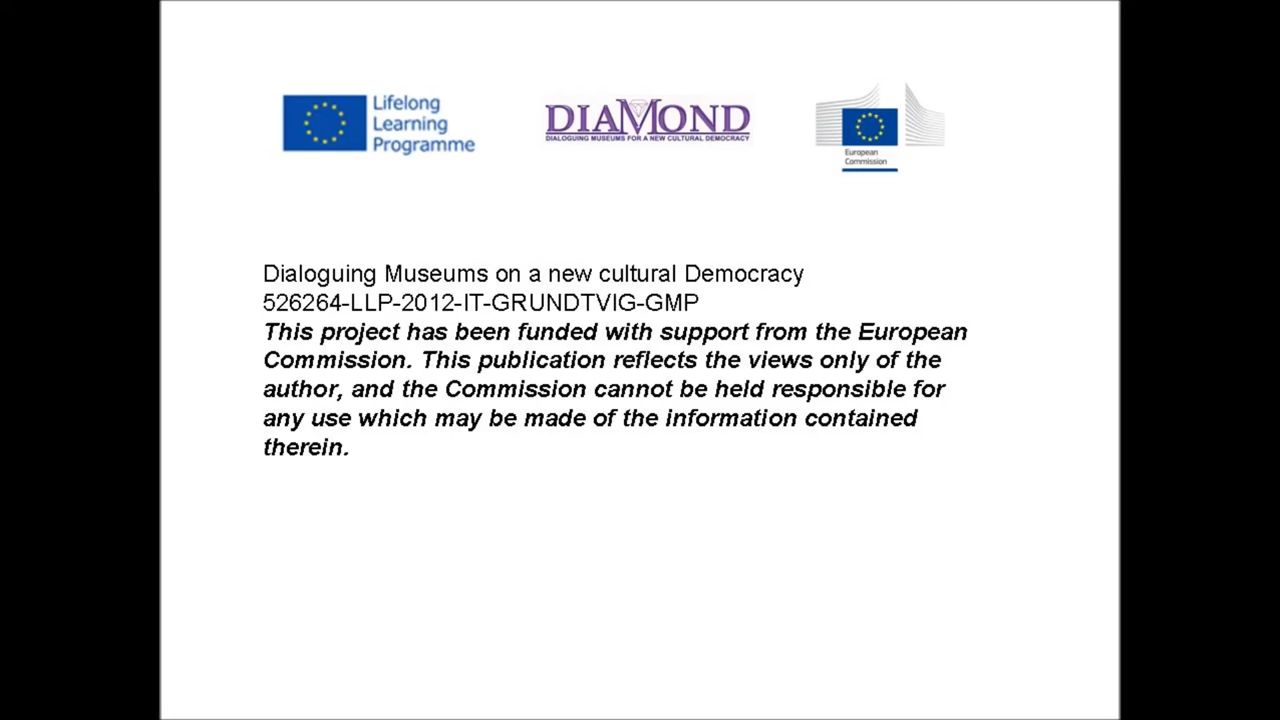 Lifelong
Learning
Programme
DIAMOND
DIALOGUING MUSEUMS FOR A NEW CULTURAL DEMOCRACY
European
Commission
Dialoguing Museums on a new cultural Democracy
526264-LLP-2012-IT-GRUNDTVIG-GMP
This project has been funded with support from the European
Commission. This publication reflects the views only of the
author, and the Commission cannot be held responsible for
any use which may be made of the information contained
therein.